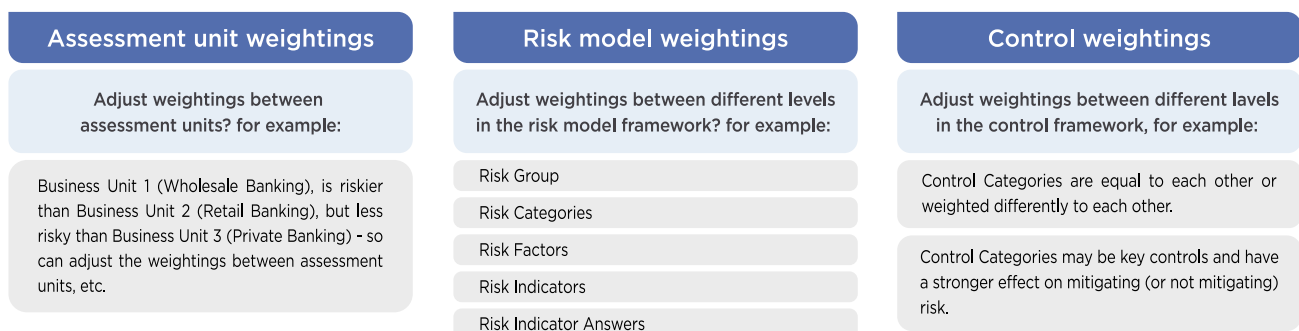 Assessment unit weightings
Adjust weightings between
assessment units? for example:
Business Unit 1 (Wholesale Banking), is riskier
than Business Unit 2 (Retail Banking), but less
risky than Business Unit 3 (Private Banking) - so
can adjust the weightings between assessment
units, etc.
Risk model weightings
Adjust weightings between different levels
in the risk model framework? for example:
Risk Group
Risk Categories
Risk Factors
Risk Indicators
Risk Indicator Answers
Control weightings
Adjust weightings between different lavels
in the control framework, for example:
Control Categories are equal to each other or
weighted differently to each other.
Control Categories may be key controls and have
a stronger effect on mitigating (or not mitigating)
risk.